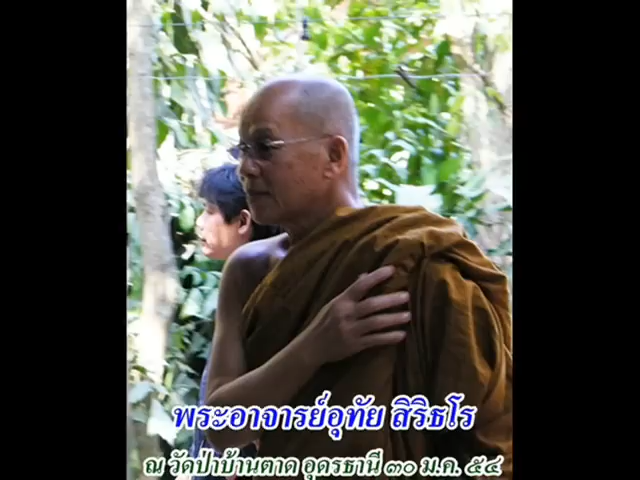 พระอาจารย์อุทัย สิริธโร
ณ วัดป่าบ้านตาด อุดรธานี ๓๐ ม.ค. ๕๔